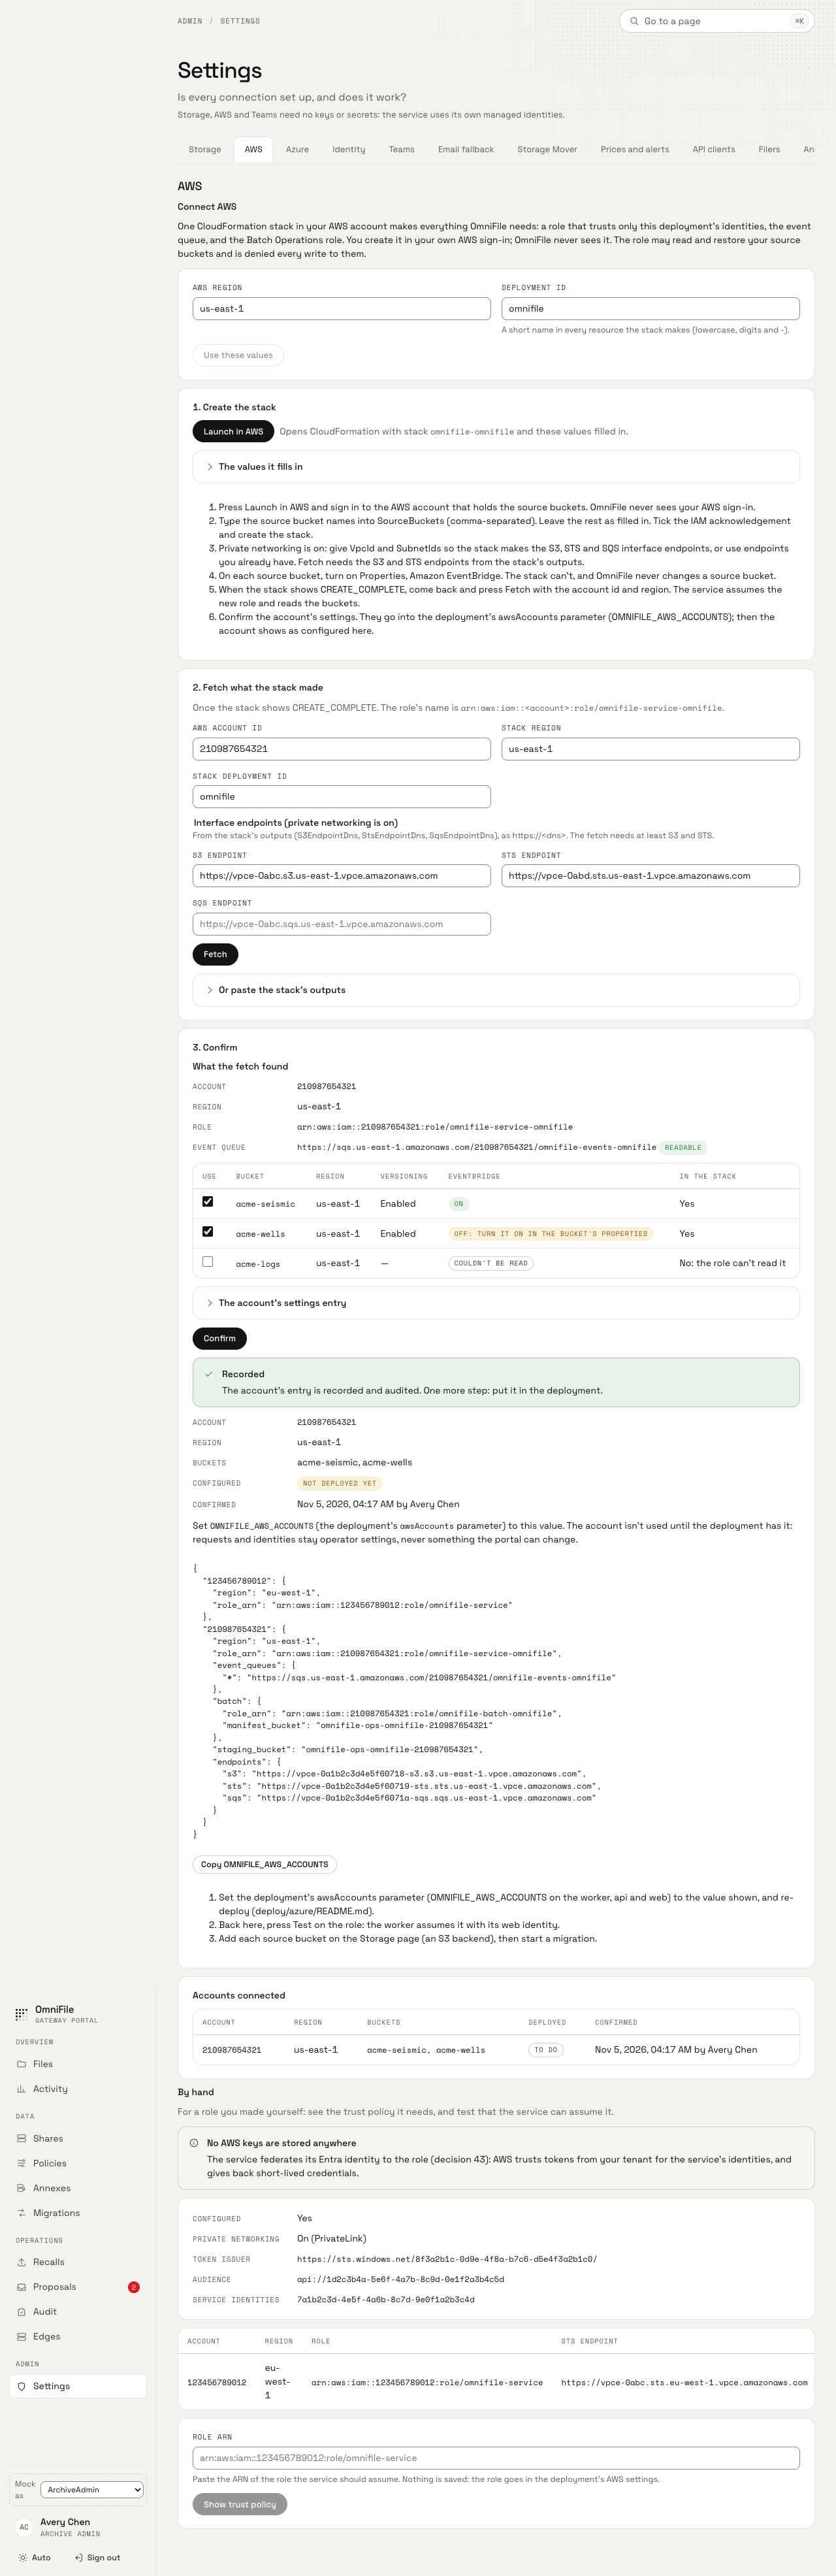 ADMIN / SETTINGS
Go to a page
⌘K
Settings
Is every connection set up, and does it work?
Storage, AWS and Teams need no keys or secrets: the service uses its own managed identities.
Storage AWS Azure Identity Teams Email fallback Storage Mover Prices and alerts API clients Filers An
AWS
Connect AWS
One CloudFormation stack in your AWS account makes everything OmniFile needs: a role that trusts only this deployment's identities, the event
queue, and the Batch Operations role. You create it in your own AWS sign-in; OmniFile never sees it. The role may read and restore your source
buckets and is denied every write to them.
AWS REGION
us-east-1
DEPLOYMENT ID
omnifile
A short name in every resource the stack makes (lowercase, digits and -).
Use these values
1. Create the stack
Launch in AWS
Opens CloudFormation with stack omnifile-omnifile and these values filled in.
The values it fills in
1. Press Launch in AWS and sign in to the AWS account that holds the source buckets. OmniFile never sees your AWS sign-in.
2. Type the source bucket names into SourceBuckets (comma-separated). Leave the rest as filled in. Tick the IAM acknowledgement
and create the stack.
3. Private networking is on: give VpcId and SubnetIds so the stack makes the S3, STS and SQS interface endpoints, or use endpoints
you already have. Fetch needs the S3 and STS endpoints from the stack's outputs.
4. On each source bucket, turn on Properties, Amazon EventBridge. The stack can't, and OmniFile never changes a source bucket.
5. When the stack shows CREATE_COMPLETE, come back and press Fetch with the account id and region. The service assumes the
new role and reads the buckets.
6. Confirm the account's settings. They go into the deployment's awsAccounts parameter (OMNIFILE_AWS_ACCOUNTS); then the
account shows as configured here.
2. Fetch what the stack made
Once the stack shows CREATE_COMPLETE. The role's name is arn:aws:iam::<account>:role/omnifile-service-omnifile.
AWS ACCOUNT ID
210987654321
STACK REGION
us-east-1
STACK DEPLOYMENT ID
omnifile
Interface endpoints (private networking is on)
From the stack's outputs (S3EndpointDns, StsEndpointDns, SqsEndpointDns), as https://<dns>. The fetch needs at least S3 and STS.
S3 ENDPOINT
https://vpce-0abc.s3.us-east-1.vpce.amazonaws.com
STS ENDPOINT
https://vpce-0abd.sts.us-east-1.vpce.amazonaws.com
SQS ENDPOINT
https://vpce-0abc.sqs.us-east-1.vpce.amazonaws.com
Fetch
Or paste the stack's outputs
3. Confirm
What the fetch found
ACCOUNT 210987654321
REGION us-east-1
ROLE arn:aws:iam::210987654321:role/omnifile-service-omnifile
EVENT QUEUE https://sqs.us-east-1.amazonaws.com/210987654321/omnifile-events-omnifile READABLE
USE BUCKET REGION VERSIONING EVENTBRIDGE IN THE STACK
acme-seismic us-east-1 Enabled ON Yes
acme-wells us-east-1 Enabled OFF: TURN IT ON IN THE BUCKET'S PROPERTIES Yes
acme-logs us-east-1 — COULDN'T BE READ No: the role can't read it
The account's settings entry
Confirm
Recorded
The account's entry is recorded and audited. One more step: put it in the deployment.
ACCOUNT 210987654321
REGION us-east-1
BUCKETS acme-seismic, acme-wells
CONFIGURED NOT DEPLOYED YET
CONFIRMED Nov 5, 2026, 04:17 AM by Avery Chen
Set OMNIFILE_AWS_ACCOUNTS (the deployment's awsAccounts parameter) to this value. The account isn't used until the deployment has it:
requests and identities stay operator settings, never something the portal can change.
{
"123456789012": {
"region": "eu-west-1",
"role_arn": "arn:aws:iam::123456789012:role/omnifile-service"
},
"210987654321": {
"region": "us-east-1",
"role_arn": "arn:aws:iam::210987654321:role/omnifile-service-omnifile",
"event_queues": {
"*": "https://sqs.us-east-1.amazonaws.com/210987654321/omnifile-events-omnifile"
},
"batch": {
"role_arn": "arn:aws:iam::210987654321:role/omnifile-batch-omnifile",
"manifest_bucket": "omnifile-ops-omnifile-210987654321"
},
"staging_bucket": "omnifile-ops-omnifile-210987654321",
"endpoints": {
"s3": "https://vpce-0a1b2c3d4e5f60718-s3.s3.us-east-1.vpce.amazonaws.com",
"sts": "https://vpce-0a1b2c3d4e5f60719-sts.sts.us-east-1.vpce.amazonaws.com",
"sqs": "https://vpce-0a1b2c3d4e5f6071a-sqs.sqs.us-east-1.vpce.amazonaws.com"
}
}
}
Copy OMNIFILE_AWS_ACCOUNTS
1. Set the deployment's awsAccounts parameter (OMNIFILE_AWS_ACCOUNTS on the worker, api and web) to the value shown, and re-
deploy (deploy/azure/README.md).
2. Back here, press Test on the role: the worker assumes it with its web identity.
3. Add each source bucket on the Storage page (an S3 backend), then start a migration.
Accounts connected
ACCOUNT REGION BUCKETS DEPLOYED CONFIRMED
210987654321 us-east-1 acme-seismic, acme-wells TO DO Nov 5, 2026, 04:17 AM by Avery Chen
By hand
For a role you made yourself: see the trust policy it needs, and test that the service can assume it.
No AWS keys are stored anywhere
The service federates its Entra identity to the role (decision 43): AWS trusts tokens from your tenant for the service's identities, and
gives back short-lived credentials.
CONFIGURED Yes
PRIVATE NETWORKING On (PrivateLink)
TOKEN ISSUER https://sts.windows.net/8f3a2b1c-0d9e-4f8a-b7c6-d5e4f3a2b1c0/
AUDIENCE api://1d2c3b4a-5e6f-4a7b-8c9d-0e1f2a3b4c5d
SERVICE IDENTITIES 7a1b2c3d-4e5f-4a6b-8c7d-9e0f1a2b3c4d
ACCOUNT REGION ROLE STS ENDPOINT
123456789012 eu-west-1 arn:aws:iam::123456789012:role/omnifile-service https://vpce-0abc.sts.eu-west-1.vpce.amazonaws.com
ROLE ARN
arn:aws:iam::123456789012:role/omnifile-service
Paste the ARN of the role the service should assume. Nothing is saved: the role goes in the deployment's AWS settings.
Show trust policy
OmniFile
GATEWAY PORTAL
OVERVIEW
Files
Activity
DATA
Shares
Policies
Annexes
Migrations
OPERATIONS
Recalls
Proposals 2
Audit
Edges
ADMIN
Settings
Mock as
ArchiveAdmin
AC
Avery Chen
ARCHIVE ADMIN
Auto
Sign out